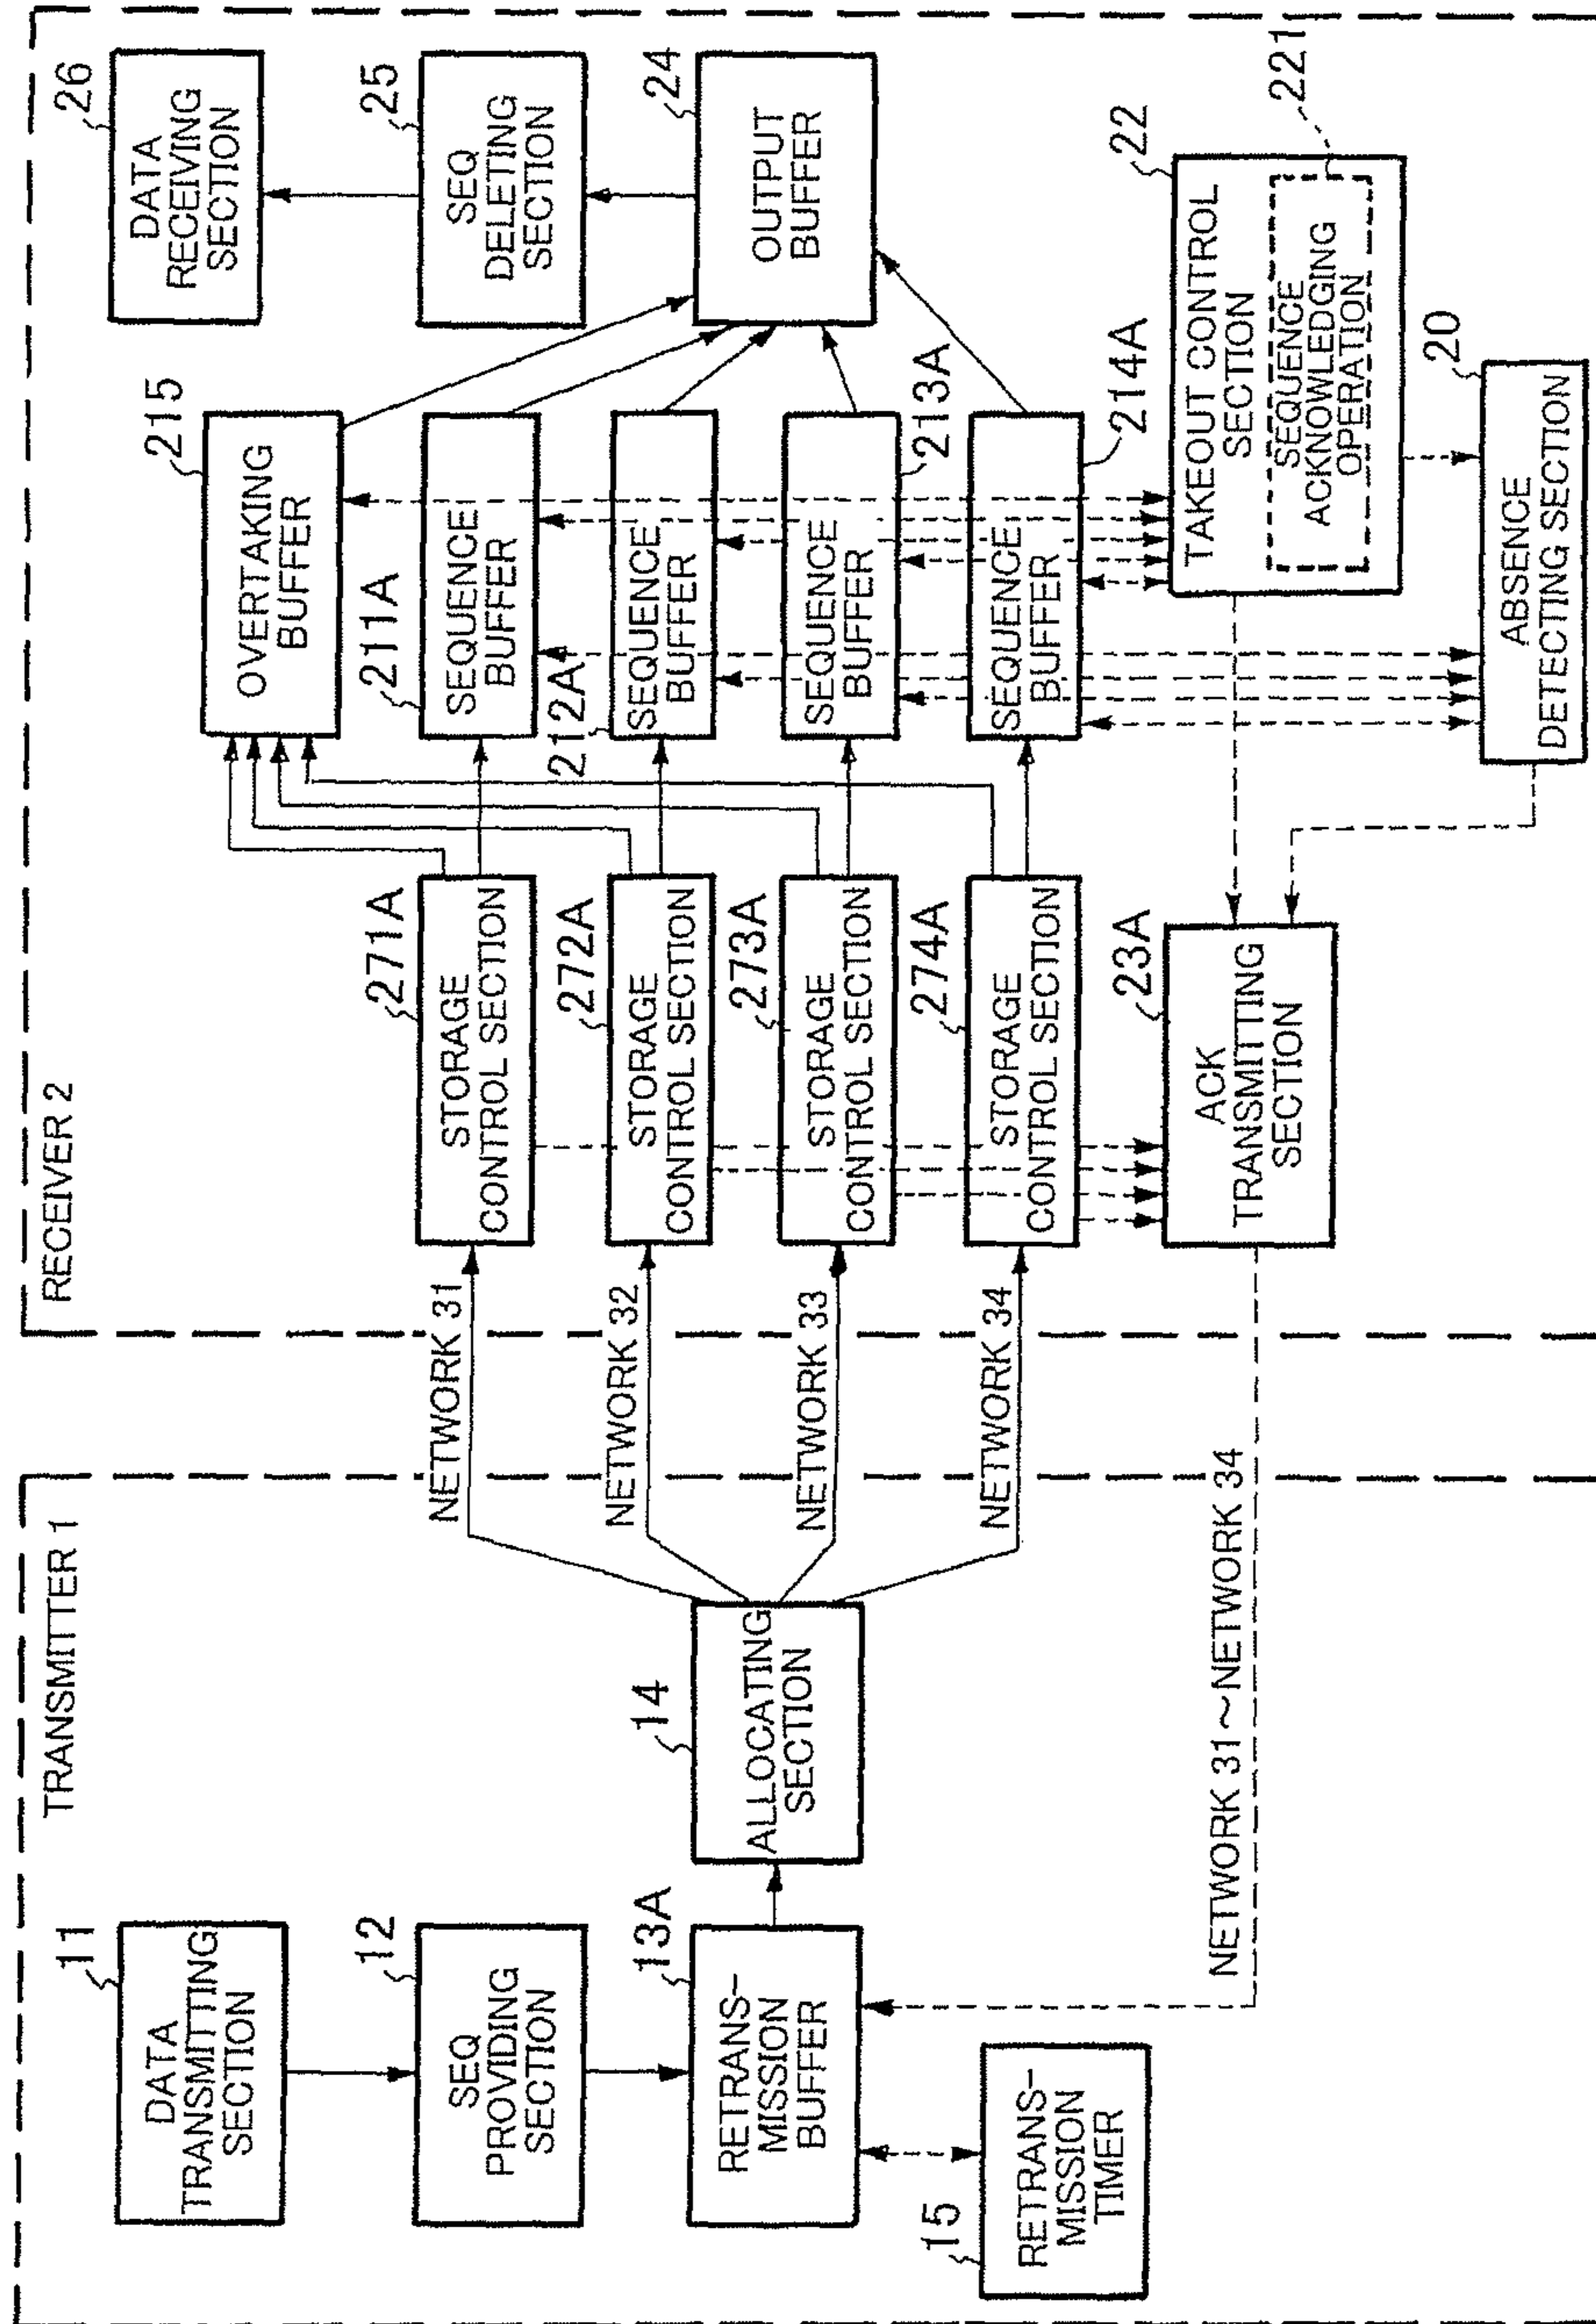 TRANSMITTER 1
11
DATA
TRANSMITTING
SECTION
12
SEQ
PROVIDING
SECTION
13A
RETRANS-
MISSION
BUFFER
15
RETRANS-
MISSION
TIMER
14
ALLOCATING
SECTION
NETWORK 31
NETWORK 32
NETWORK 33
NETWORK 34
NETWORK 31~NETWORK 34
RECEIVER 2
271A
STORAGE
CONTROL SECTION
272A
STORAGE
CONTROL SECTION
273A
STORAGE
CONTROL SECTION
274A
STORAGE
CONTROL SECTION
23A
ACK
TRANSMITTING
SECTION
215
OVERTAKING
BUFFER
211A
SEQUENCE
BUFFER
212A
SEQUENCE
BUFFER
213A
SEQUENCE
BUFFER
214A
SEQUENCE
BUFFER
26
DATA
RECEIVING
SECTION
25
SEQ
DELETING
SECTION
24
OUTPUT
BUFFER
22
TAKEOUT CONTROL
SECTION
221
SEQUENCE
ACKNOWLEDGING
OPERATION
20
ABSENCE
DETECTING SECTION